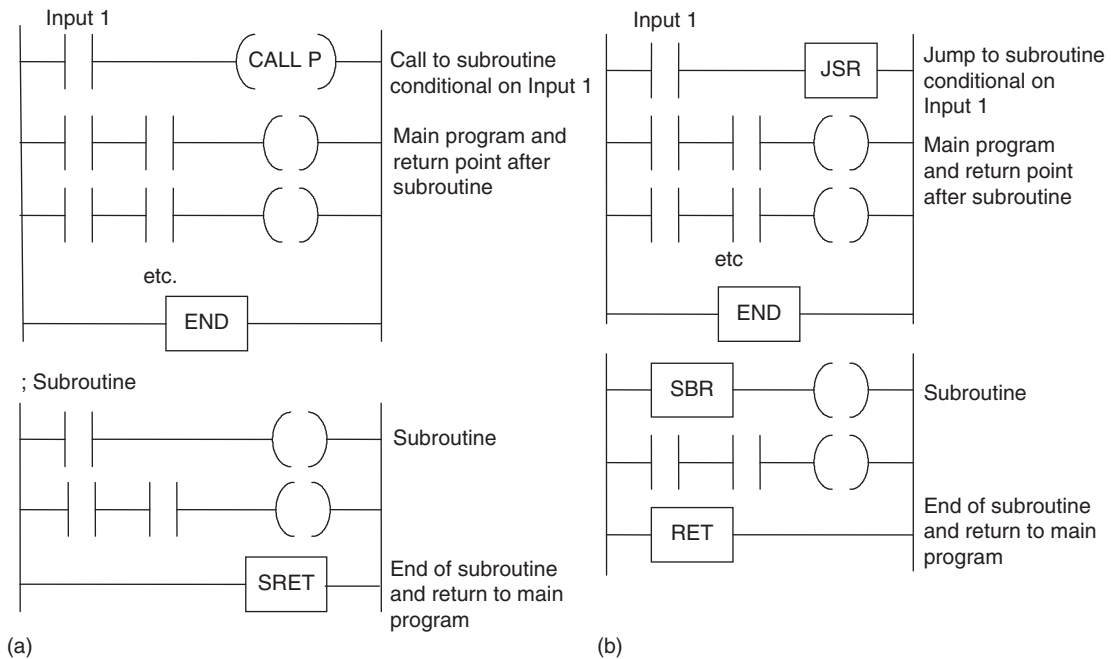 Input 1
CALL P
Call to subroutine
conditional on Input 1
Main program and
return point after
subroutine
etc.
END
; Subroutine
Subroutine
SRET
End of subroutine
and return to main
program
(a)
Input 1
JSR
Jump to subroutine
conditional on
Input 1
Main program
and return point
after subroutine
etc
END
SBR
Subroutine
RET
End of subroutine
and return to main
program
(b)